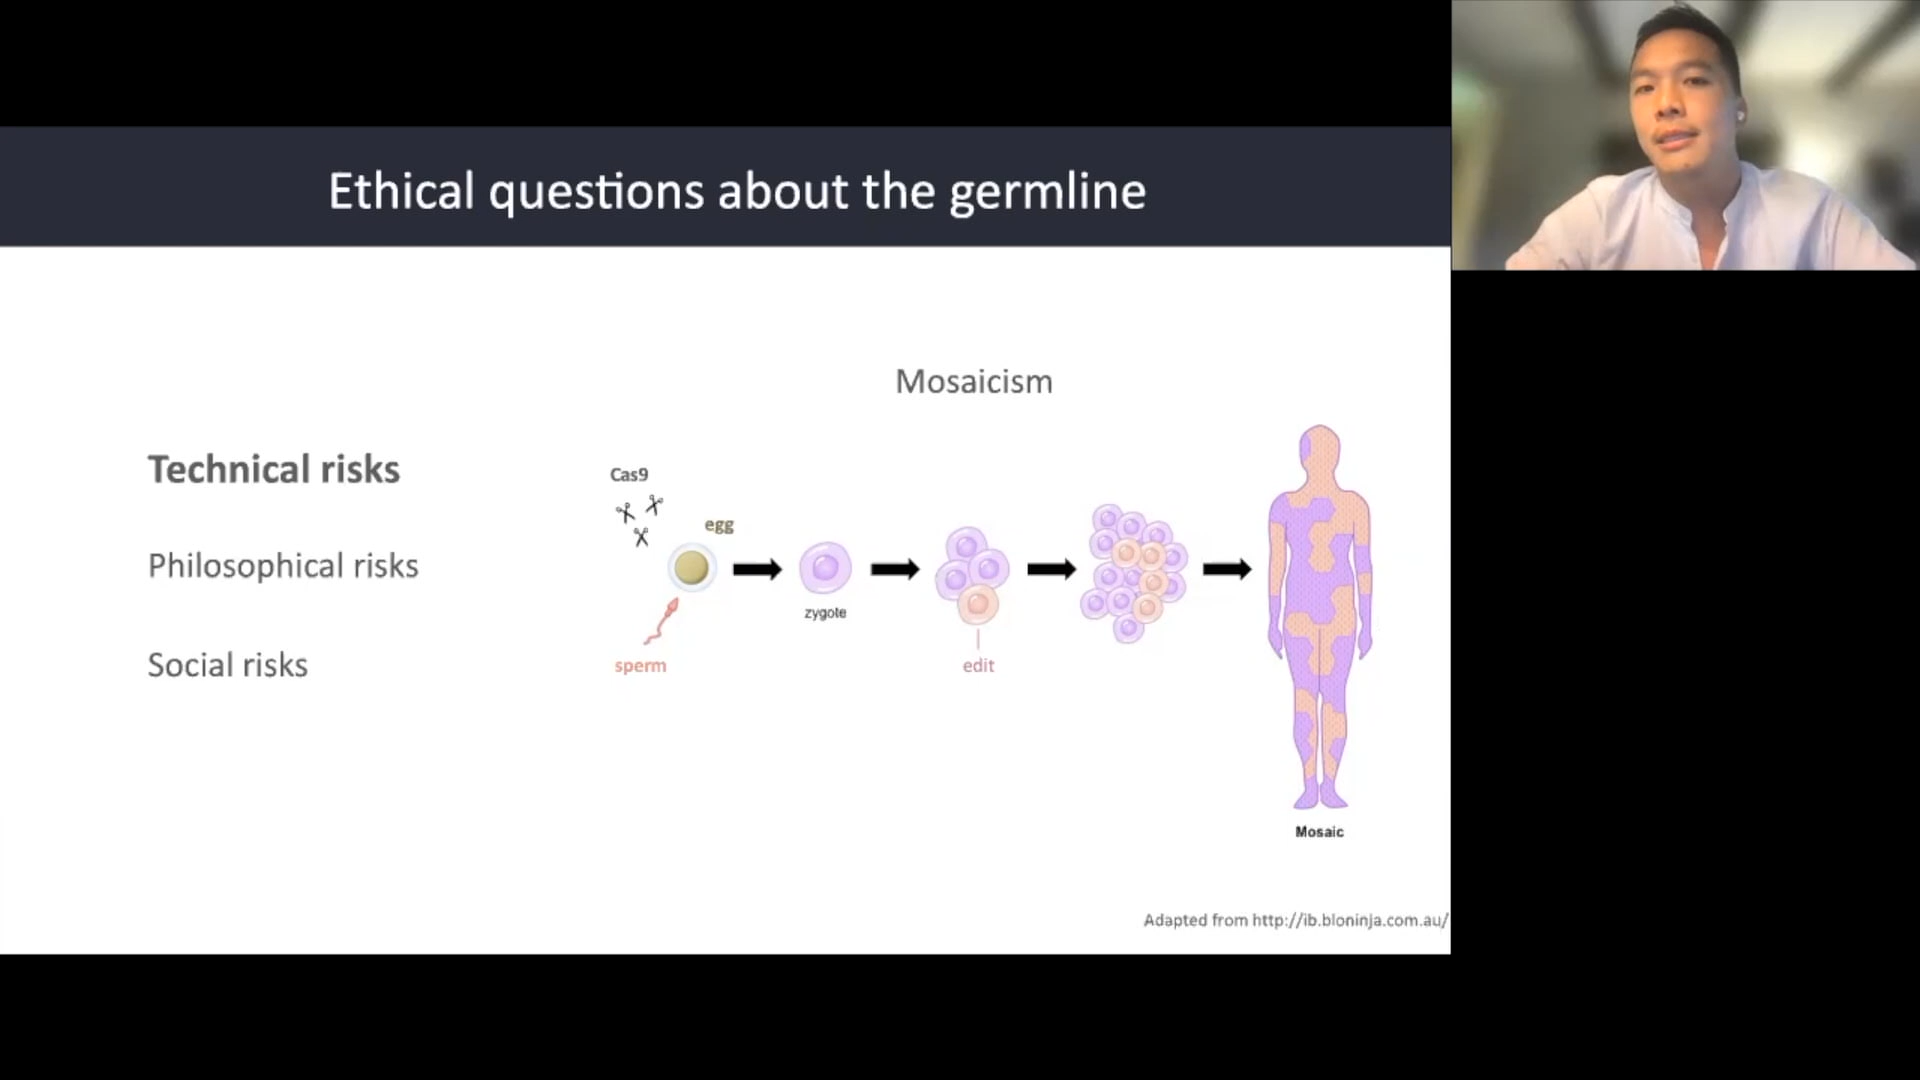 Ethical questions about the germline
Mosaicism
Technical risks
Philosophical risks
Social risks
Cas9
egg
sperm
zygote
edit
Mosaic
Adapted from http://ib.bioninja.com.au/